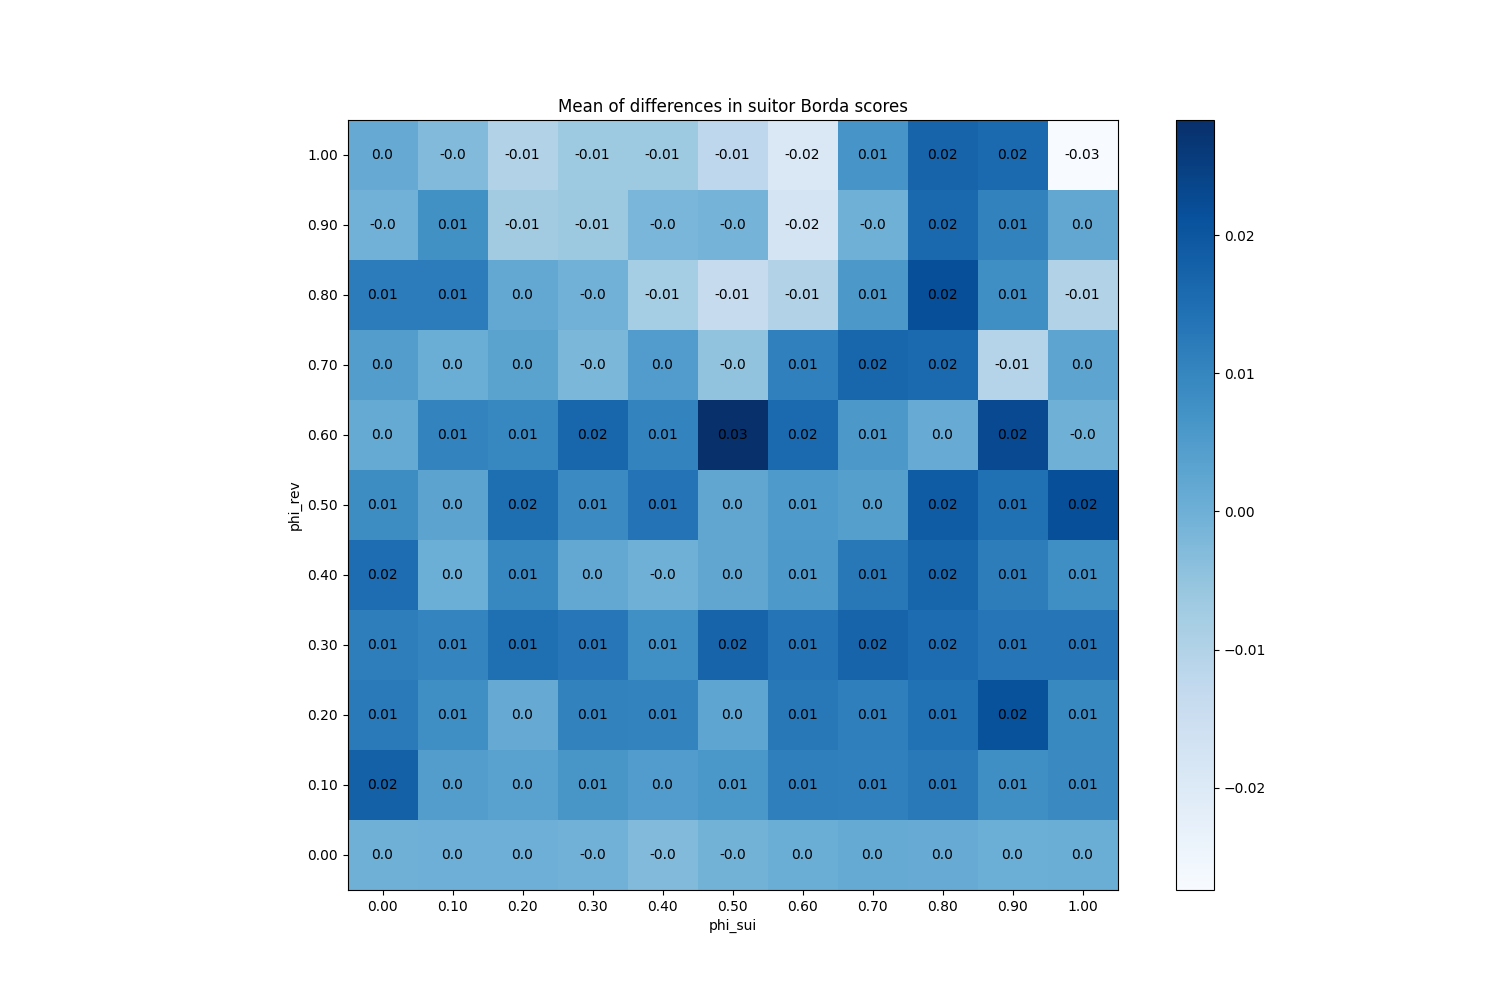 Mean of differences in suitor Borda scores
1.00 0.0 -0.0 -0.01 -0.01 -0.01 -0.01 -0.02 0.01 0.02 0.02 -0.03
0.90 -0.0 0.01 -0.01 -0.01 -0.0 -0.0 -0.02 -0.0 0.02 0.01 0.0
0.80 0.01 0.01 0.0 -0.0 -0.01 -0.01 -0.01 0.01 0.02 0.01 -0.01
0.70 0.0 0.0 0.0 -0.0 0.0 -0.0 0.01 0.02 0.02 -0.01 0.0
0.60 0.0 0.01 0.01 0.02 0.01 0.03 0.02 0.01 0.0 0.02 -0.0
0.50 0.01 0.0 0.02 0.01 0.01 0.0 0.01 0.0 0.02 0.01 0.02
0.40 0.02 0.0 0.01 0.0 -0.0 0.0 0.01 0.01 0.02 0.01 0.01
0.30 0.01 0.01 0.01 0.01 0.01 0.02 0.01 0.02 0.02 0.01 0.01
0.20 0.01 0.01 0.0 0.01 0.01 0.0 0.01 0.01 0.01 0.02 0.01
0.10 0.02 0.0 0.0 0.01 0.0 0.01 0.01 0.01 0.01 0.01 0.01
0.00 0.0 0.0 0.0 -0.0 -0.0 -0.0 0.0 0.0 0.0 0.0 0.0
0.00 0.10 0.20 0.30 0.40 0.50 0.60 0.70 0.80 0.90 1.00
phi_sui
phi_rev
0.02
0.01
0.00
−0.01
−0.02